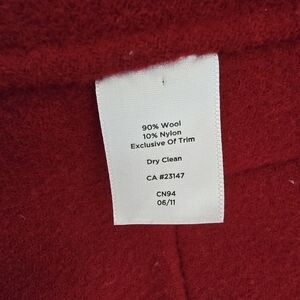 90% Wool
10% Nylon
Exclusive Of Trim
Dry Clean
CA #23147
CN94
06/11